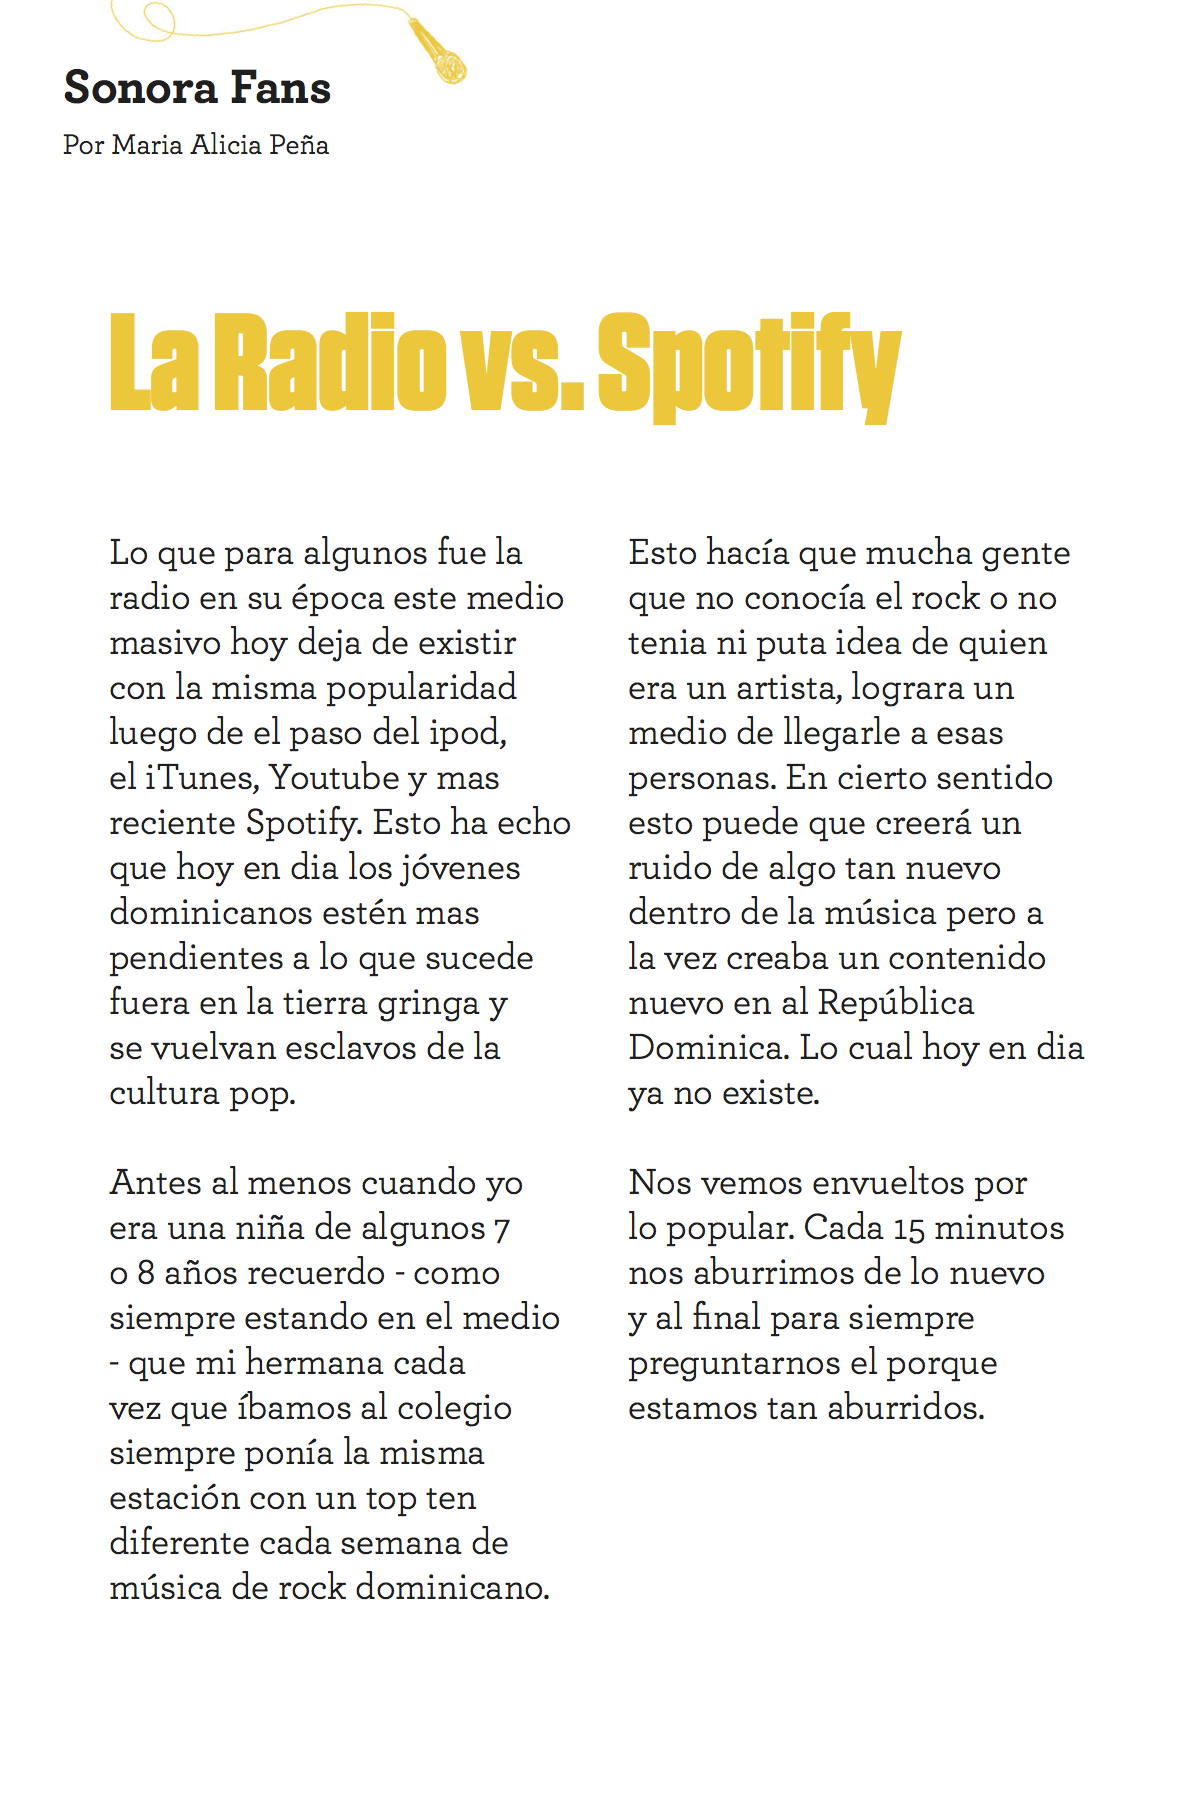 Sonora Fans
Por Maria Alicia Peña
La Radio vs. Spotify
Lo que para algunos fue la
radio en su época este medio
masivo hoy deja de existir
con la misma popularidad
luego de el paso del ipod,
el iTunes, Youtube y mas
reciente Spotify. Esto ha echo
que hoy en dia los jóvenes
dominicanos estén mas
pendientes a lo que sucede
fuera en la tierra gringa y
se vuelvan esclavos de la
cultura pop.
Antes al menos cuando yo
era una niña de algunos 7
o 8 años recuerdo - como
siempre estando en el medio
- que mi hermana cada
vez que íbamos al colegio
siempre ponía la misma
estación con un top ten
diferente cada semana de
música de rock dominicano.
Esto hacía que mucha gente
que no conocía el rock o no
tenia ni puta idea de quien
era un artista, lograra un
medio de llegarle a esas
personas. En cierto sentido
esto puede que creerá un
ruido de algo tan nuevo
dentro de la música pero a
la vez creaba un contenido
nuevo en al República
Dominica. Lo cual hoy en dia
ya no existe.
Nos vemos envueltos por
lo popular. Cada 15 minutos
nos aburrimos de lo nuevo
y al final para siempre
preguntarnos el porque
estamos tan aburridos.